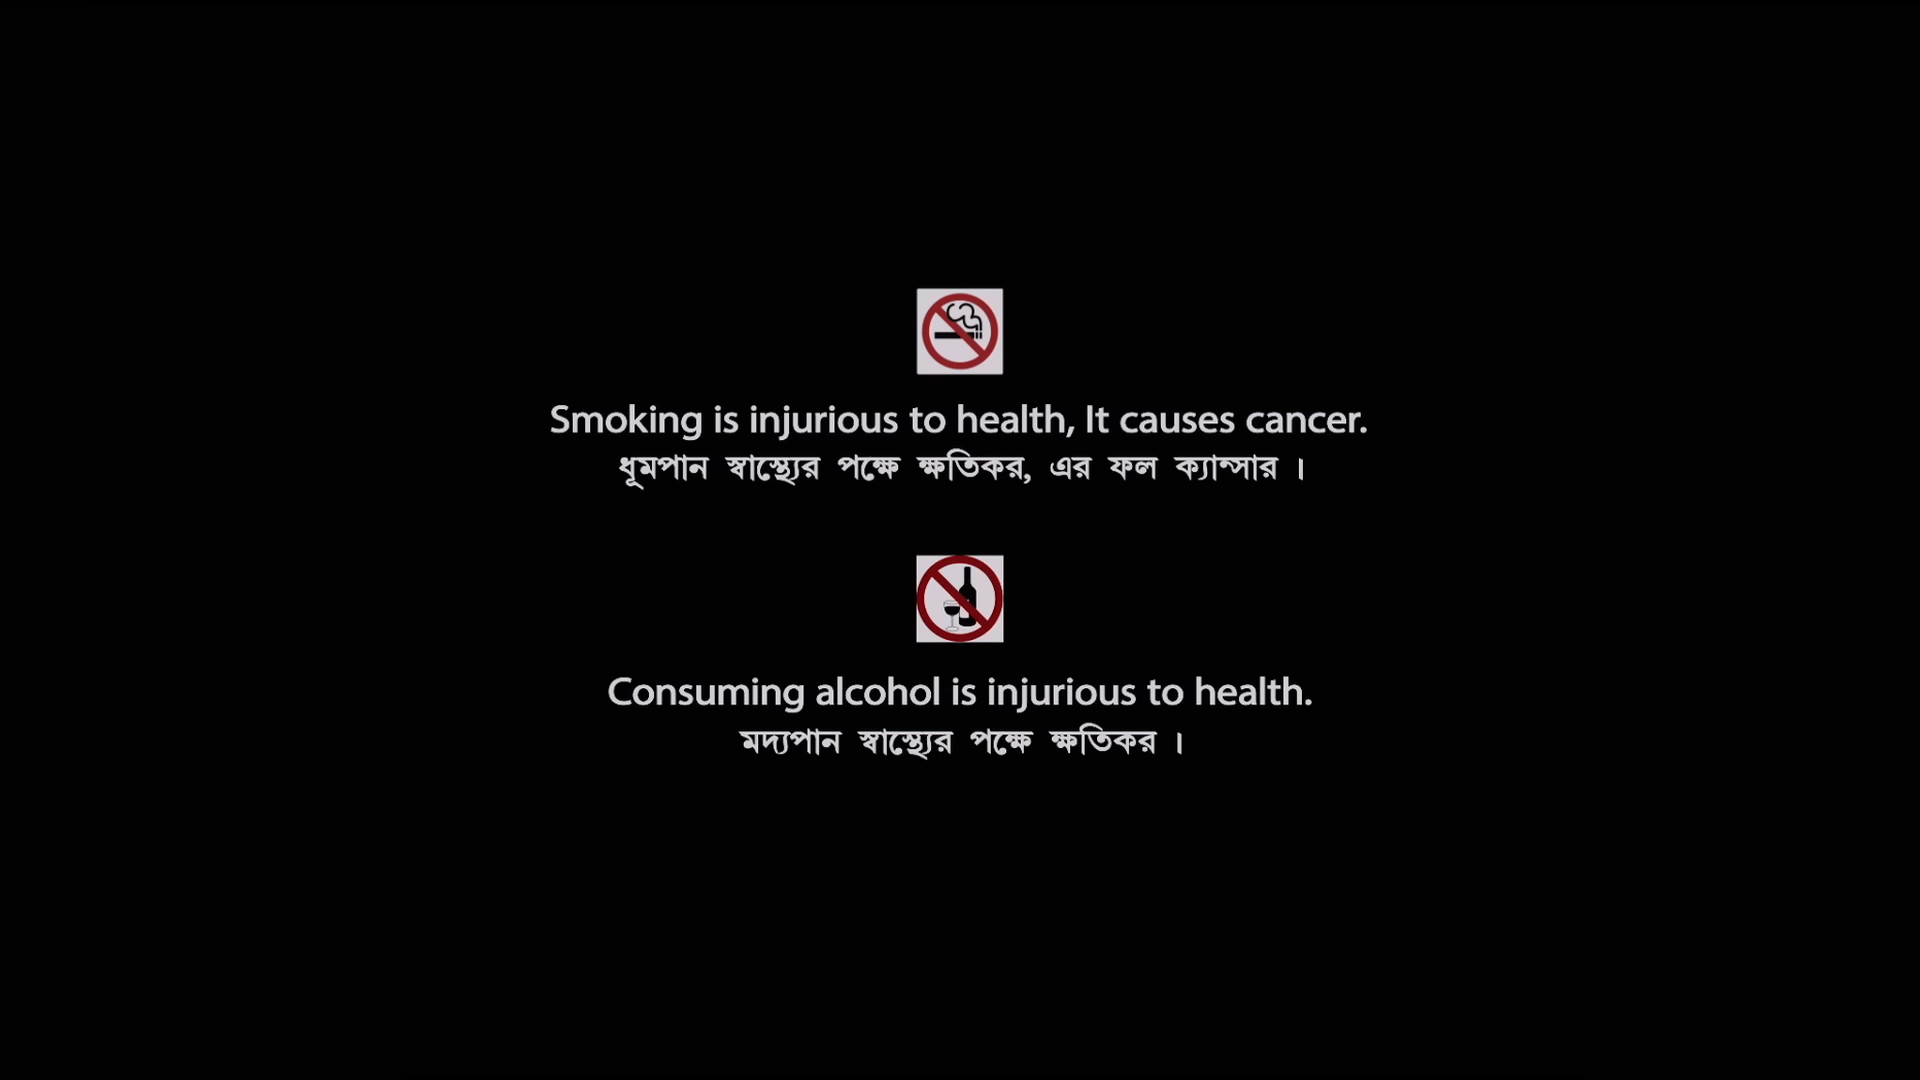 Smoking is injurious to health, It causes cancer.
ধূমপান স্বাস্থ্যের পক্ষে ক্ষতিকর, এর ফল ক্যান্সার ।
Consuming alcohol is injurious to health.
মদ্যপান স্বাস্থ্যের পক্ষে ক্ষতিকর ।